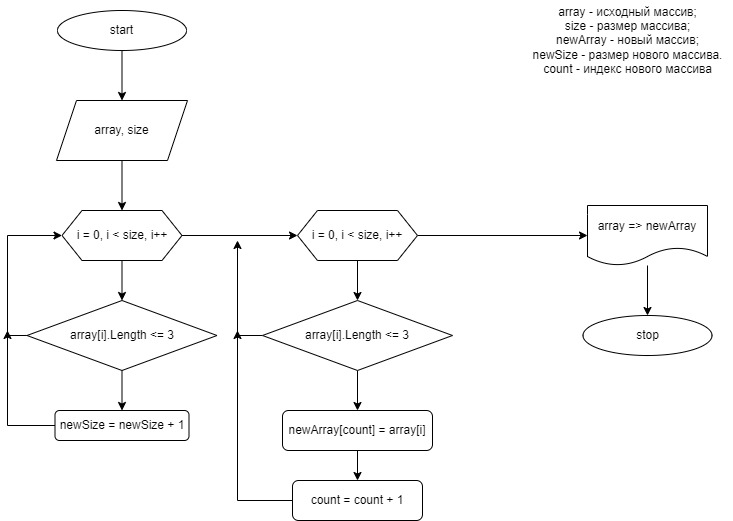 start
array - исходный массив;
size - размер массива;
newArray - новый массив;
newSize - размер нового массива.
count - индекс нового массива
array, size
i = 0, i < size, i++
i = 0, i < size, i++
array => newArray
array[i].Length <= 3
array[i].Length <= 3
stop
newSize = newSize + 1
newArray[count] = array[i]
count = count + 1